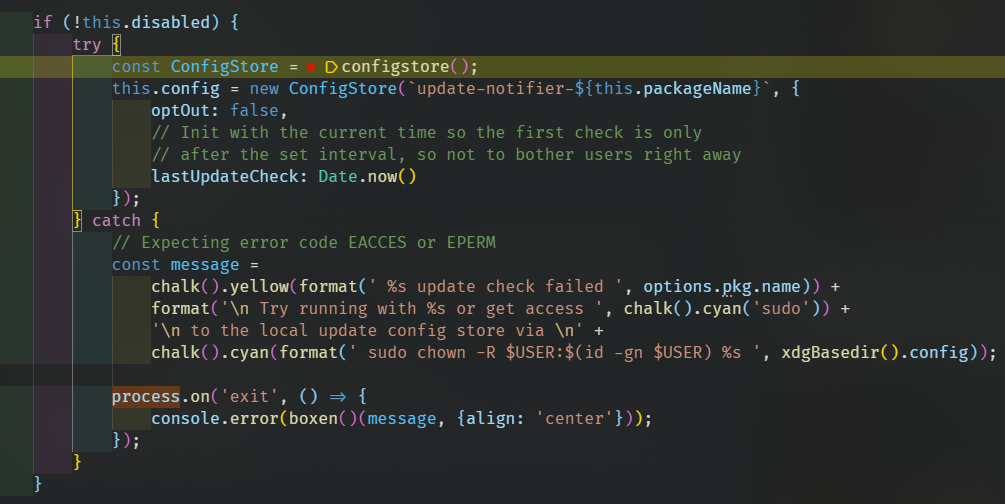 if (!this.disabled) {
try {
const ConfigStore = configstore();
this.config = new ConfigStore(`update-notifier-${this.packageName}`, {
optOut: false,
// Init with the current time so the first check is only
// after the set interval, so not to bother users right away
lastUpdateCheck: Date.now()
});
} catch {
// Expecting error code EACCES or EPERM
const message =
chalk().yellow(format(' %s update check failed ', options.pkg.name)) +
format('\n Try running with %s or get access ', chalk().cyan('sudo')) +
'\n to the local update config store via \n' +
chalk().cyan(format(' sudo chown -R $USER:$(id -gn $USER) %s ', xdgBasedir().config));
process.on('exit', () => {
console.error(boxen()(message, {align: 'center'}));
});
}
}